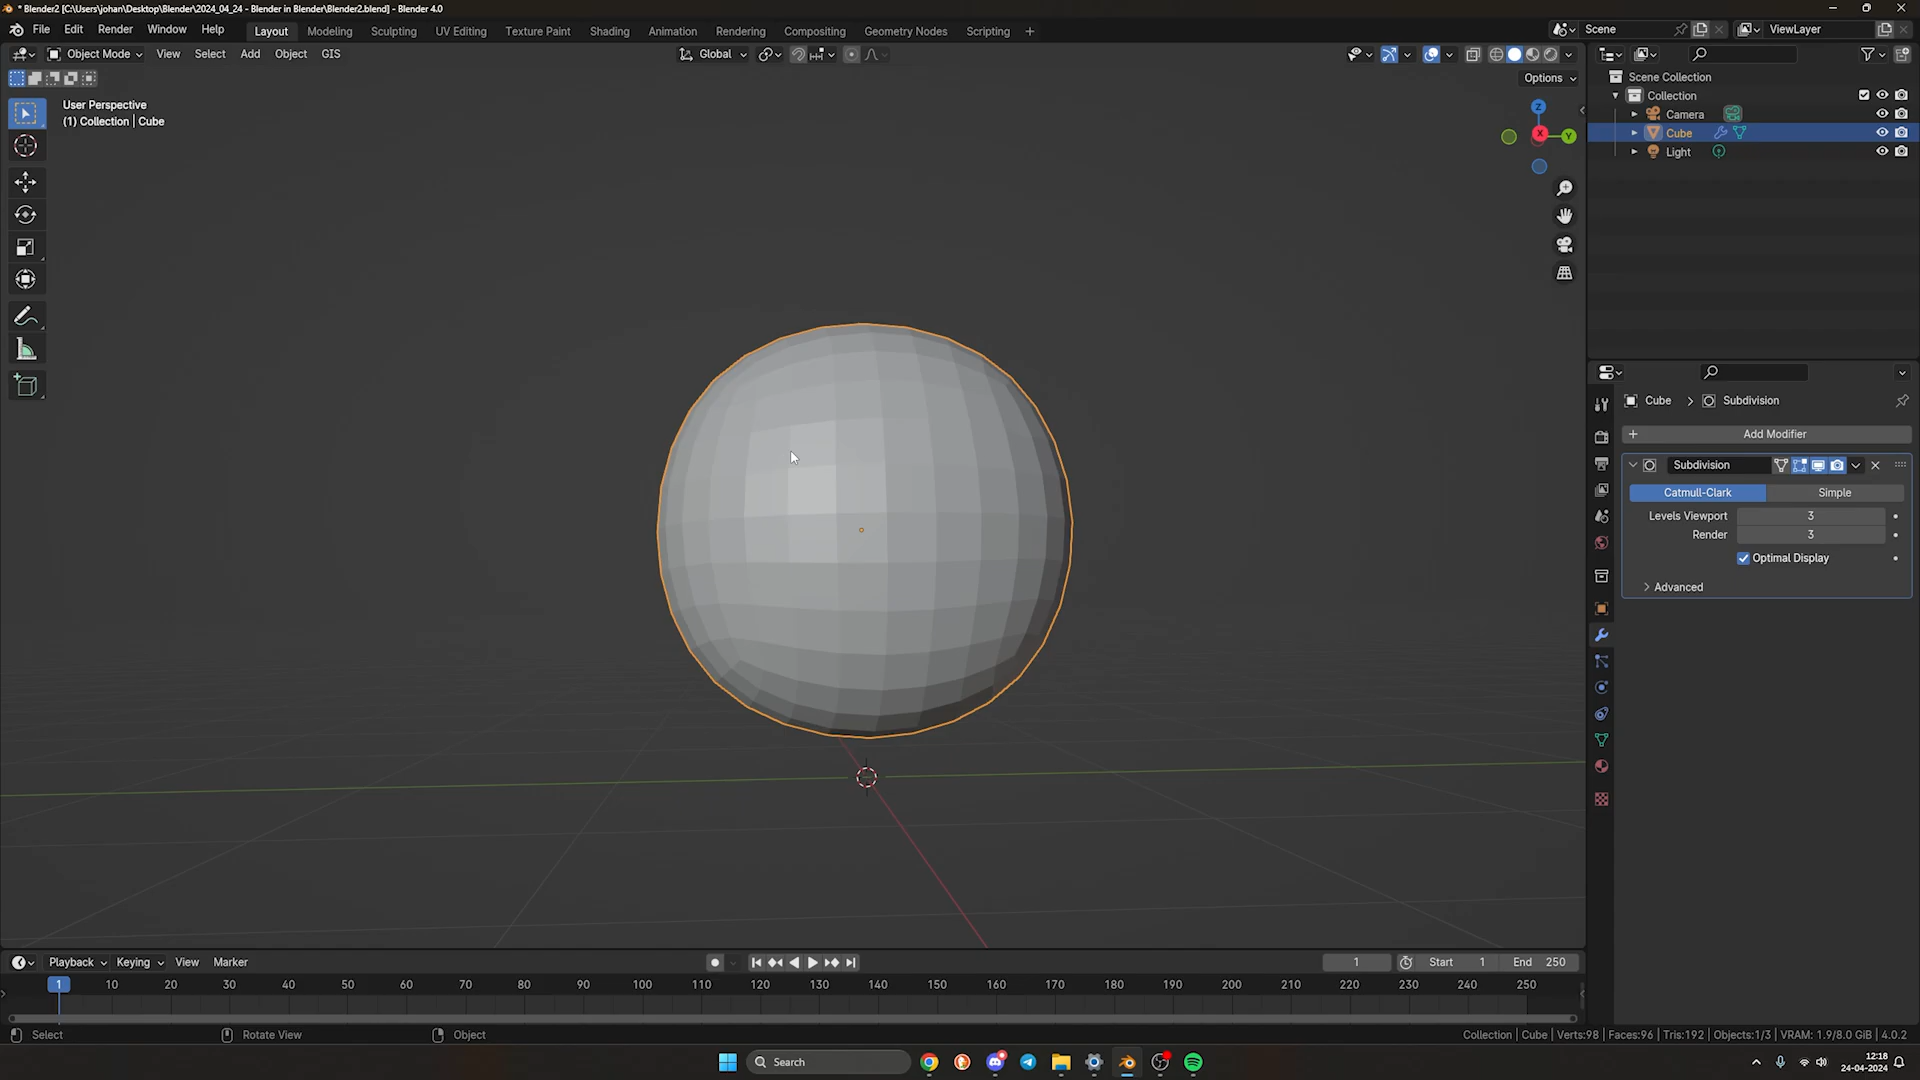 * Blender2 [C:\Users\johan\Desktop\Blender\2024_04_24 - Blender in Blender\Blender2.blend] - Blender 4.0
File Edit Render Window Help Layout Modeling Sculpting UV Editing Texture Paint Shading Animation Rendering Compositing Geometry Nodes Scripting + Scene ViewLayer
Object Mode View Select Add Object GIS Global
Options
User Perspective
(1) Collection | Cube
Z
X
Y
Scene Collection
Collection
Camera
Cube
Light
Cube > Subdivision
+ Add Modifier
Subdivision
Catmull-Clark Simple
Levels Viewport 3
Render 3
Optimal Display
Advanced
Playback Keying View Marker 1 Start 1 End 250
1 10 20 30 40 50 60 70 80 90 100 110 120 130 140 150 160 170 180 190 200 210 220 230 240 250
Select Rotate View Object Collection | Cube | Verts:98 | Faces:96 | Tris:192 | Objects:1/3 | VRAM: 1.9/8.0 GiB | 4.0.2
Search
12:18
24-04-2024